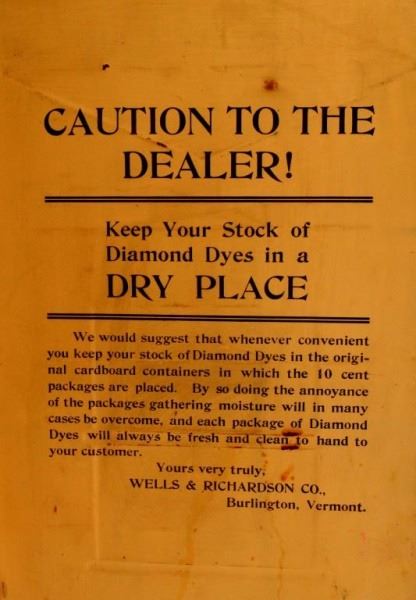 CAUTION TO THE
DEALER!
Keep Your Stock of
Diamond Dyes in a
DRY PLACE
We would suggest that whenever convenient
you keep your stock of Diamond Dyes in the origi-
nal cardboard containers in which the 10 cent
packages are placed. By so doing the annoyance
of the packages gathering moisture will in many
cases be overcome, and each package of Diamond
Dyes will always be fresh and clean to hand to
your customer.
Yours very truly,
WELLS & RICHARDSON CO.,
Burlington, Vermont.